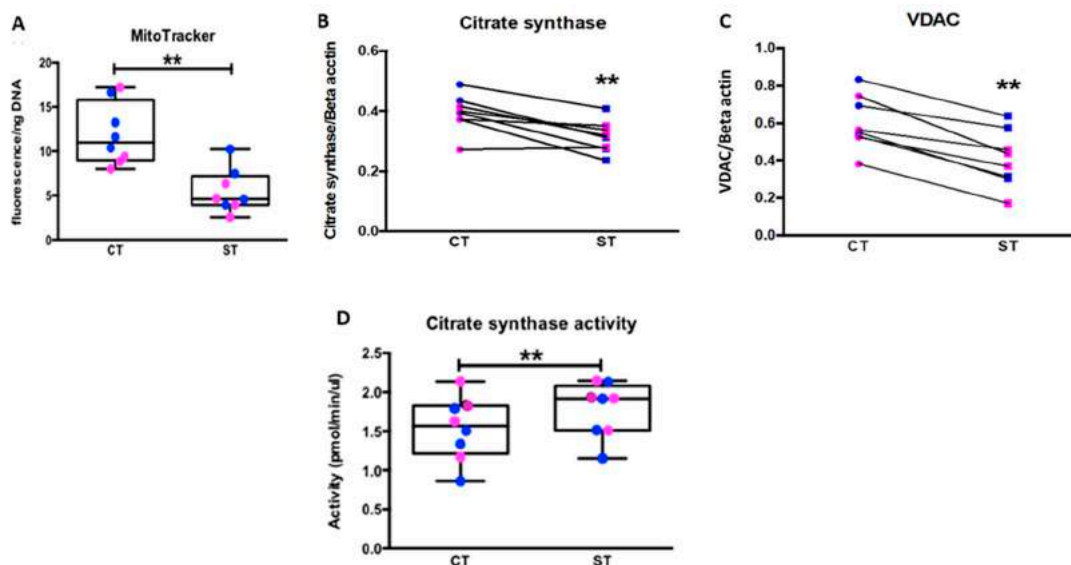 A
MitoTracker
**
fluorescence/ng DNA
20
15
10
5
0
CT
ST
B
Citrate synthase
**
Citrate synthase/Beta acctin
0.6
0.4
0.2
0.0
CT
ST
C
VDAC
**
VDAC/Beta actin
1.0
0.8
0.6
0.4
0.2
0.0
CT
ST
D
Citrate synthase activity
**
Activity (pmol/min/ul)
2.5
2.0
1.5
1.0
0.5
0.0
CT
ST